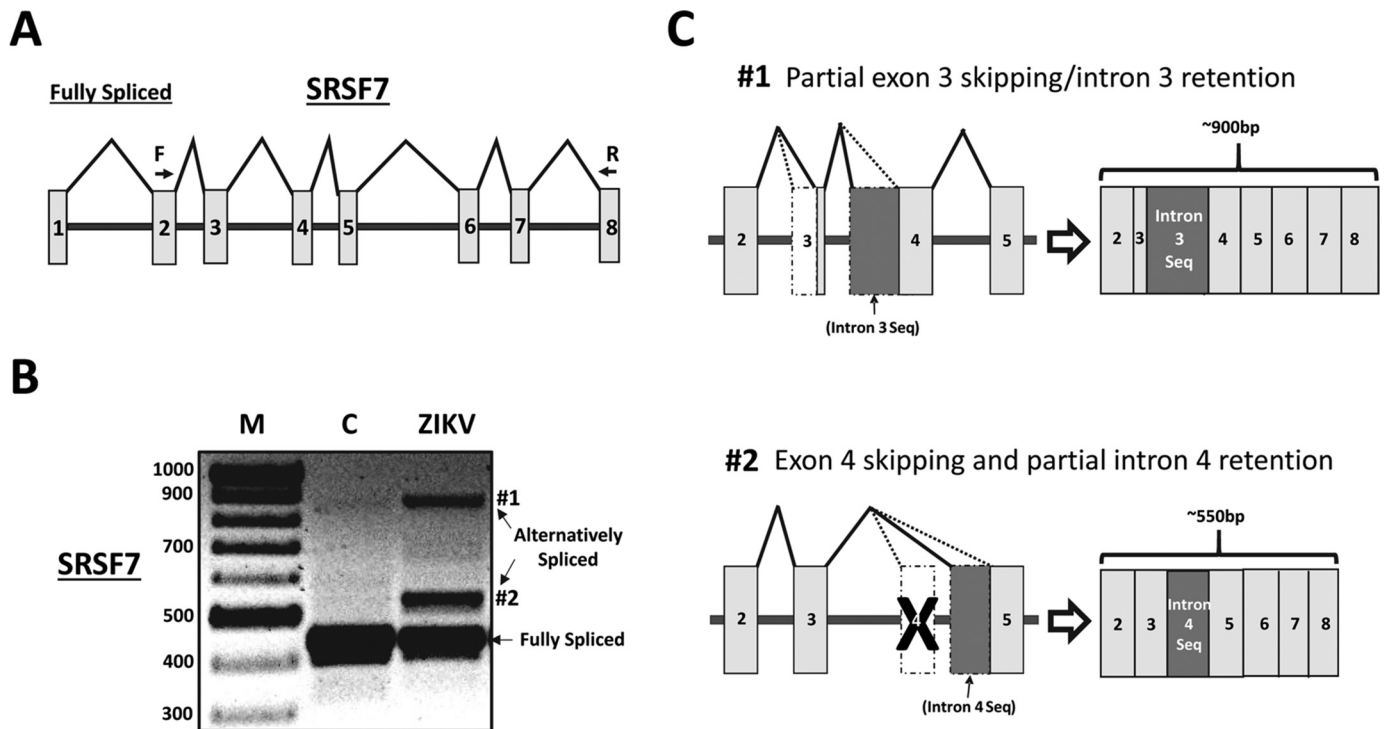 A
Fully Spliced
SRSF7
F
R
1 2 3 4 5 6 7 8
B
M C ZIKV
1000
900
700
500
400
300
SRSF7
#1
Alternatively
Spliced
#2
Fully Spliced
C
#1 Partial exon 3 skipping/intron 3 retention
~900bp
2 3 4 5
(Intron 3 Seq)
2 3 Intron 3 Seq 4 5 6 7 8
#2 Exon 4 skipping and partial intron 4 retention
~550bp
2 3 4 5
(Intron 4 Seq)
2 3 Intron 4 Seq 5 6 7 8